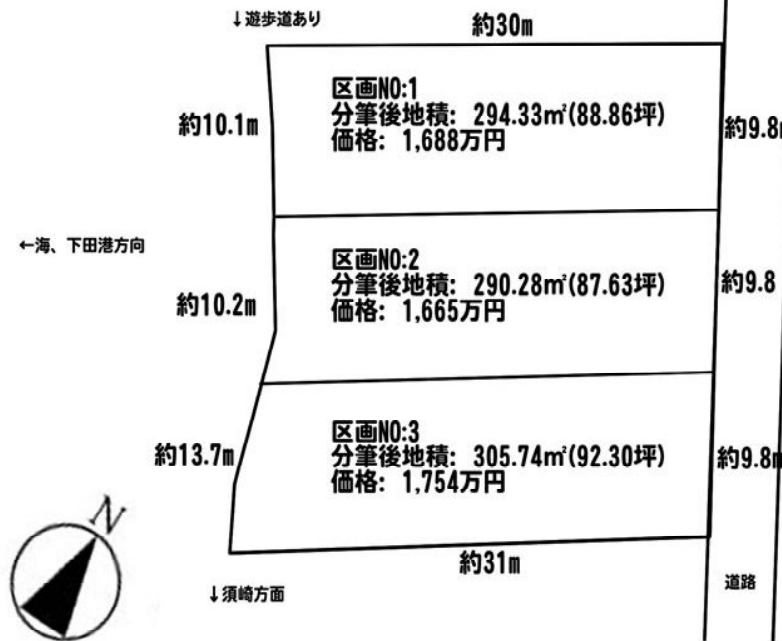 ↓遊歩道あり
約30m
区画NO:1
分筆後地積: 294.33㎡(88.86坪)
価格: 1,688万円
約10.1m
約9.8m
←海、下田港方向
区画NO:2
分筆後地積: 290.28㎡(87.63坪)
価格: 1,665万円
約10.2m
約9.8
区画NO:3
分筆後地積: 305.74㎡(92.30坪)
価格: 1,754万円
約13.7m
約9.8m
N
約31m
↓須崎方面
道路